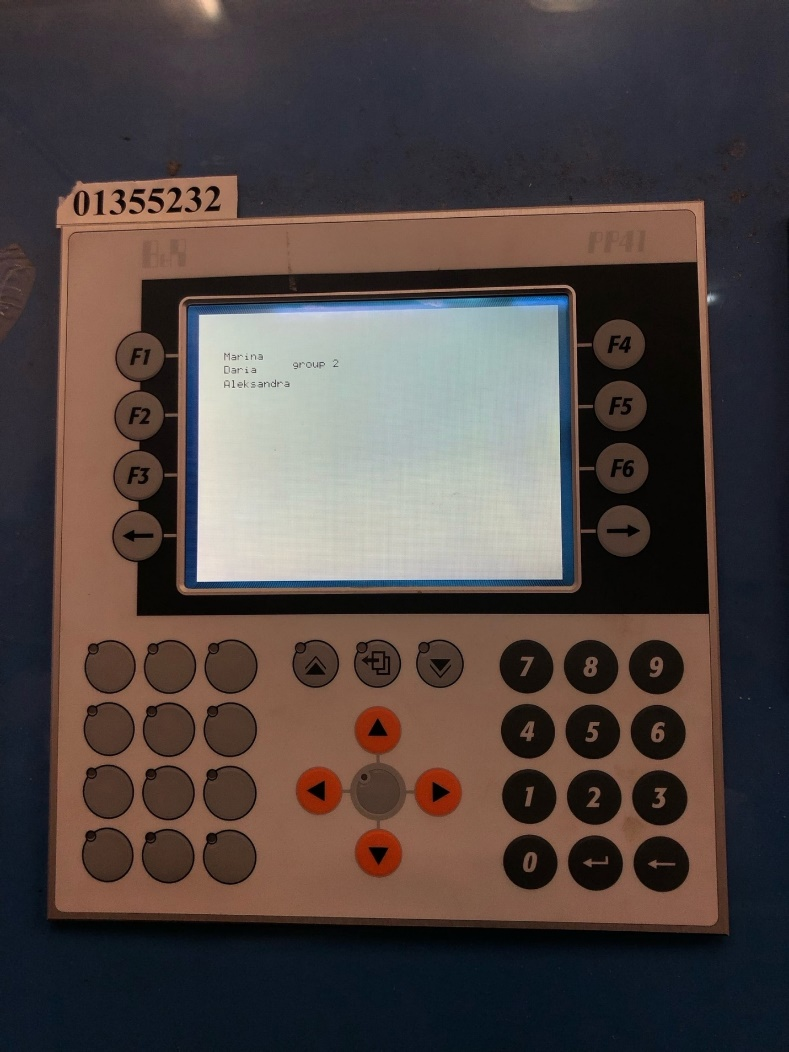 01355232
B&R
PP41
F1
F4
Marina
Daria group 2
Aleksandra
F2
F5
F3
F6
7 8 9
4 5 6
1 2 3
0